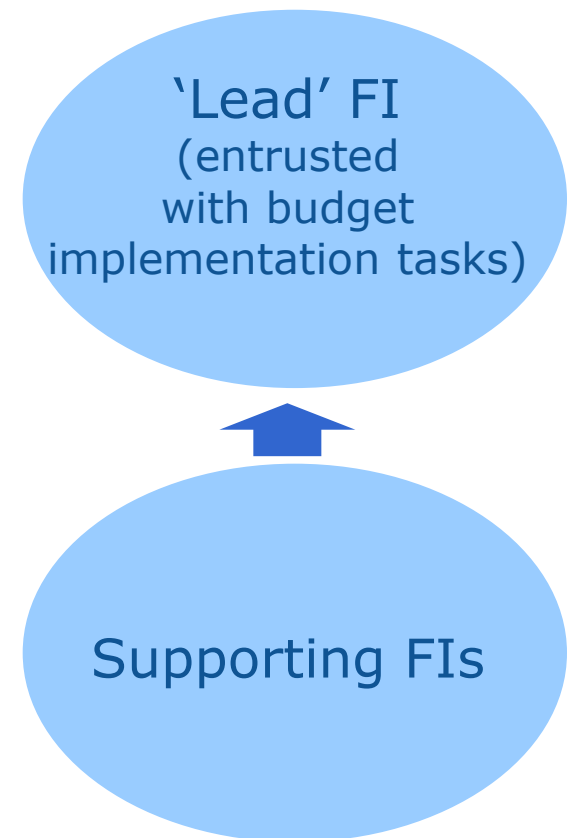 ‘Lead’ FI
(entrusted
with budget
implementation tasks)
Supporting FIs